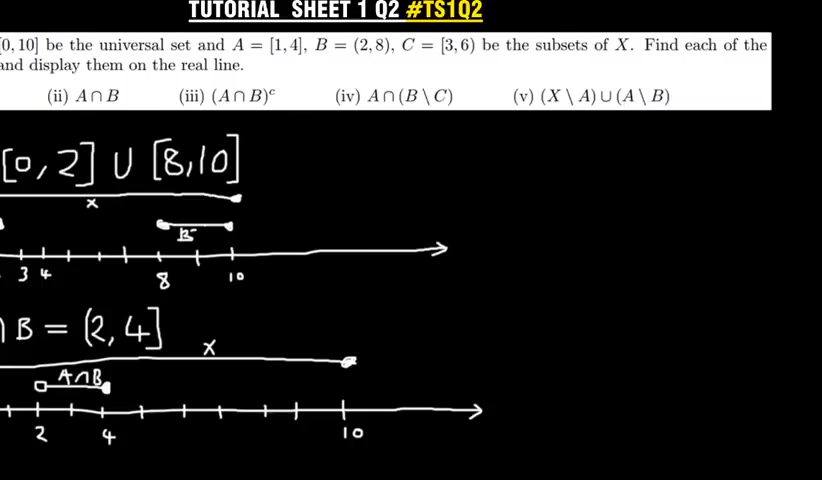 TUTORIAL SHEET 1 Q2 #TS1Q2
[0, 10] be the universal set and A = [1, 4], B = (2, 8), C = [3, 6) be the subsets of X. Find each of the
and display them on the real line.
(ii) A ∩ B (iii) (A ∩ B)ᶜ (iv) A ∩ (B \ C) (v) (X \ A) ∪ (A \ B)
[0, 2] ∪ [8, 10]
x
3 4 8 10
∩ B = (2, 4]
x
A∩B
2 4 10